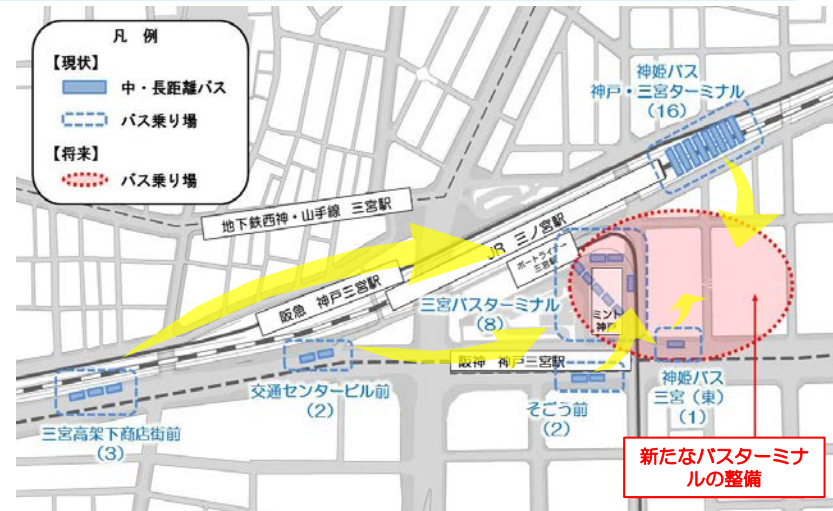 凡 例
【現状】
中・長距離バス
バス乗り場
【将来】
バス乗り場
神姫バス
神戸・三宮ターミナル
(16)
地下鉄西神・山手線 三宮駅
JR 三ノ宮駅
ポートライナー
三宮駅
阪急 神戸三宮駅
三宮バスターミナル
(8)
ミント
神戸
阪神 神戸三宮駅
交通センタービル前
(2)
そごう前
(2)
神姫バス
三宮(東)
(1)
三宮高架下商店街前
(3)
新たなバスターミナ
ルの整備